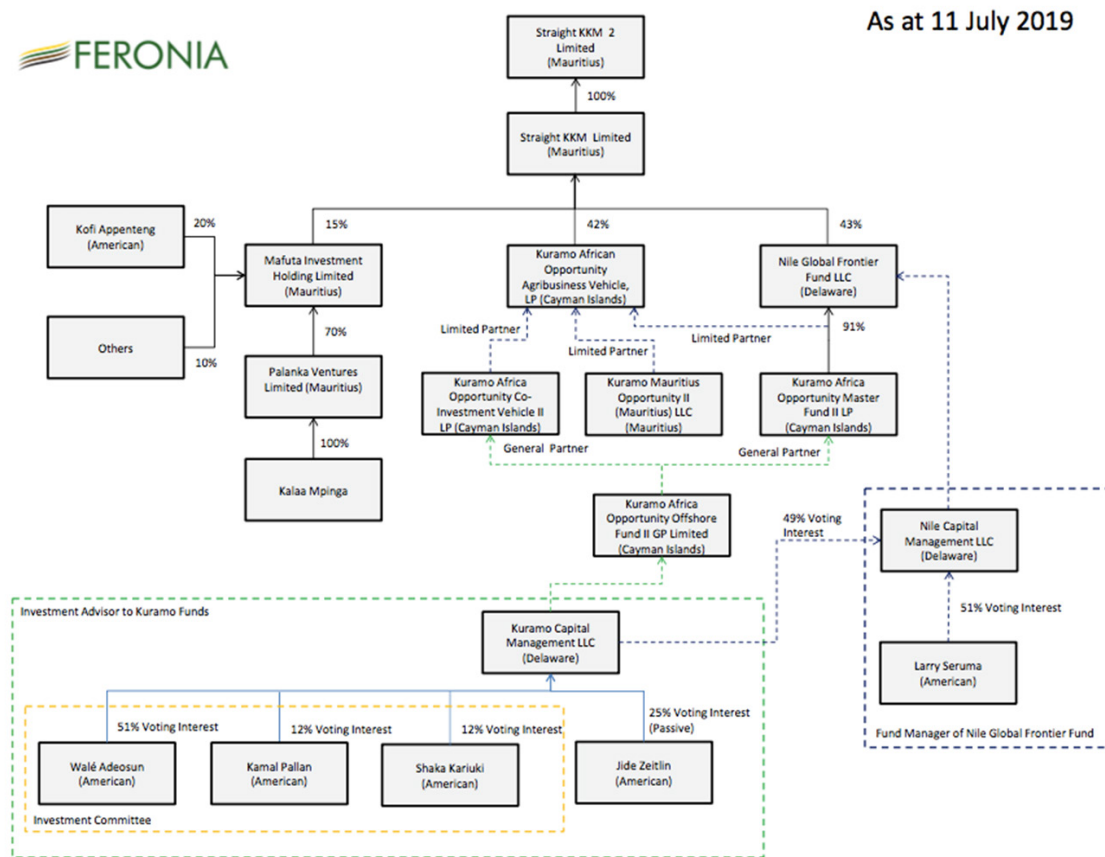 FERONIA
As at 11 July 2019
Straight KKM 2
Limited
(Mauritius)
100%
Straight KKM Limited
(Mauritius)
Kofi Appenteng
(American)
20%
15%
42%
43%
Mafuta Investment
Holding Limited
(Mauritius)
Kuramo African
Opportunity
Agribusiness Vehicle,
LP (Cayman Islands)
Nile Global Frontier
Fund LLC
(Delaware)
Others
10%
70%
Limited Partner
Limited Partner
Limited Partner
91%
Palanka Ventures
Limited (Mauritius)
Kuramo Africa
Opportunity Co-
Investment Vehicle II
LP (Cayman Islands)
Kuramo Mauritius
Opportunity II
(Mauritius) LLC
(Mauritius)
Kuramo Africa
Opportunity Master
Fund II LP
(Cayman Islands)
100%
General Partner
General Partner
Kalaa Mpinga
Kuramo Africa
Opportunity Offshore
Fund II GP Limited
(Cayman Islands)
49% Voting
Interest
Nile Capital
Management LLC
(Delaware)
51% Voting Interest
Larry Seruma
(American)
Fund Manager of Nile Global Frontier Fund
Investment Advisor to Kuramo Funds
Kuramo Capital
Management LLC
(Delaware)
51% Voting Interest
12% Voting Interest
12% Voting Interest
25% Voting Interest
(Passive)
Walé Adeosun
(American)
Kamal Pallan
(American)
Shaka Kariuki
(American)
Jide Zeitlin
(American)
Investment Committee